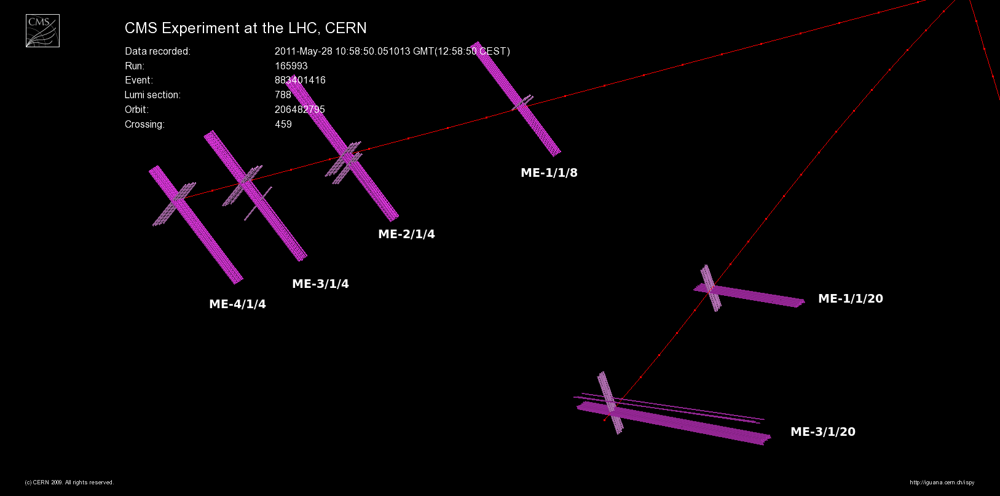 CMS
CMS Experiment at the LHC, CERN
Data recorded: 2011-May-28 10:58:50.051013 GMT(12:58:50 CEST)
Run: 165993
Event: 883401416
Lumi section: 788
Orbit: 206482795
Crossing: 459
ME-1/1/8
ME-2/1/4
ME-3/1/4
ME-4/1/4
ME-1/1/20
ME-3/1/20
(c) CERN 2009. All rights reserved.
http://iguana.cern.ch/ispy